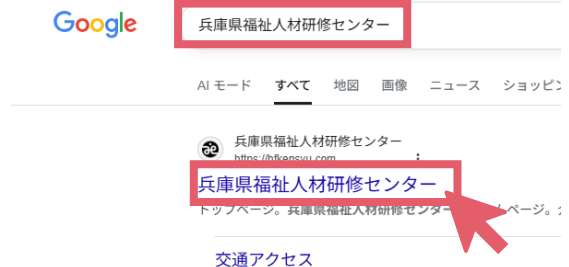 Google
兵庫県福祉人材研修センター
AI モード すべて 地図 画像 ニュース ショッピン
兵庫県福祉人材研修センター
https://hfkensyu.com
兵庫県福祉人材研修センター
トップページ。兵庫県福祉人材研修センター ムページ。
交通アクセス